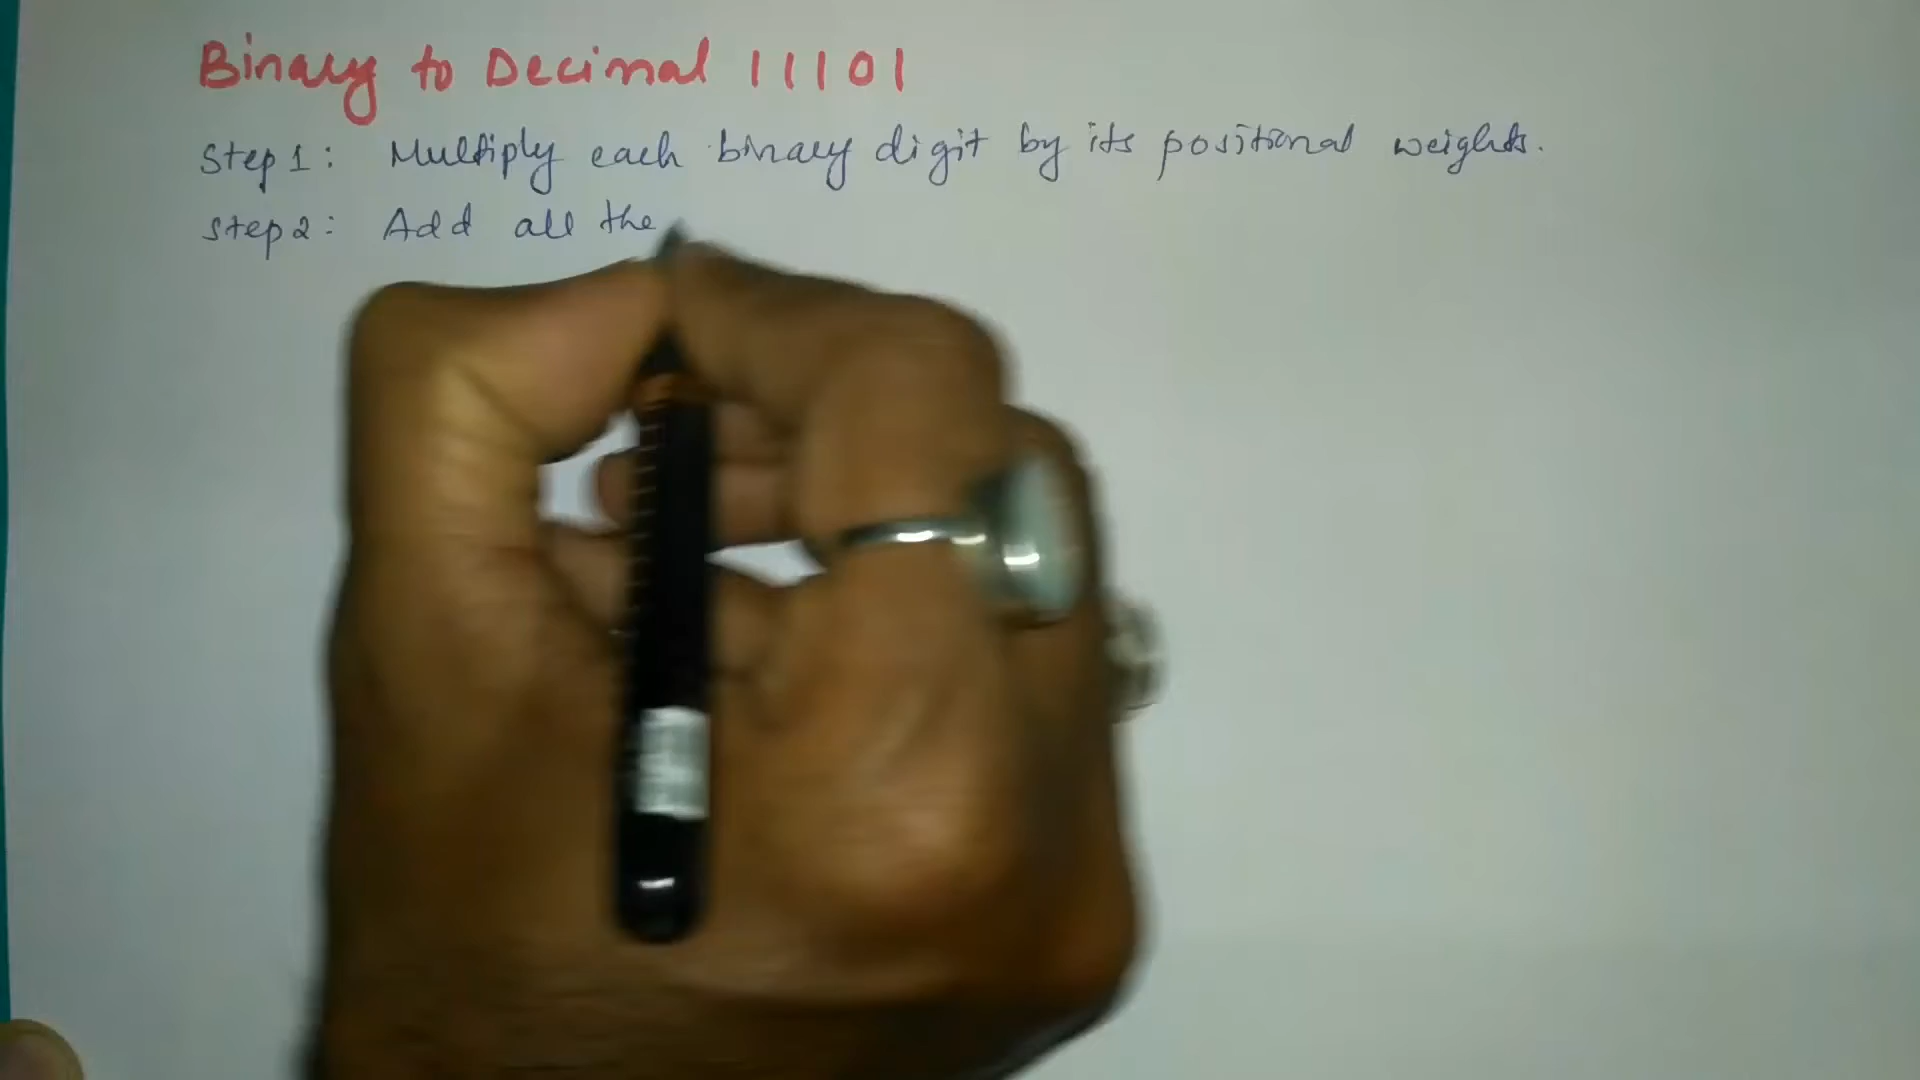 Binary to Decimal 11101
Step 1: Multiply each binary digit by its positional weights.
Step 2: Add all the